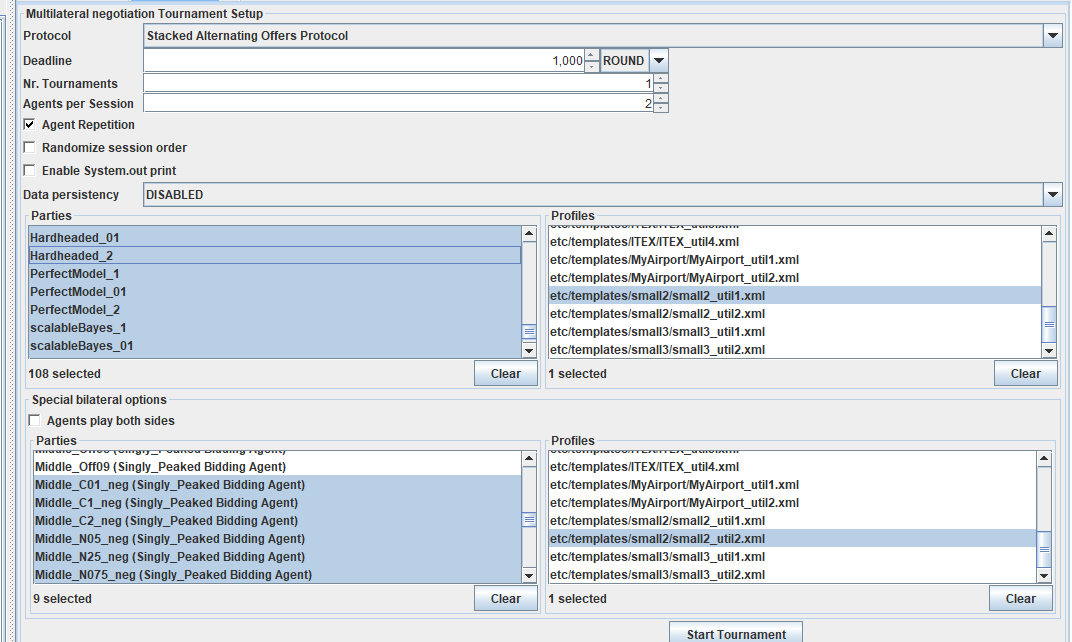 Multilateral negotiation Tournament Setup
Protocol Stacked Alternating Offers Protocol
Deadline 1,000 ROUND
Nr. Tournaments 1
Agents per Session 2
Agent Repetition
Randomize session order
Enable System.out print
Data persistency DISABLED
Parties
Hardheaded_01
Hardheaded_2
PerfectModel_1
PerfectModel_01
PerfectModel_2
scalableBayes_1
scalableBayes_01
108 selected Clear
Profiles
etc/templates/ITEX/ITEX_util4.xml
etc/templates/MyAirport/MyAirport_util1.xml
etc/templates/MyAirport/MyAirport_util2.xml
etc/templates/small2/small2_util1.xml
etc/templates/small2/small2_util2.xml
etc/templates/small3/small3_util1.xml
etc/templates/small3/small3_util2.xml
1 selected Clear
Special bilateral options
Agents play both sides
Parties
Middle_Off09 (Singly_Peaked Bidding Agent)
Middle_C01_neg (Singly_Peaked Bidding Agent)
Middle_C1_neg (Singly_Peaked Bidding Agent)
Middle_C2_neg (Singly_Peaked Bidding Agent)
Middle_N05_neg (Singly_Peaked Bidding Agent)
Middle_N25_neg (Singly_Peaked Bidding Agent)
Middle_N075_neg (Singly_Peaked Bidding Agent)
9 selected Clear
Profiles
etc/templates/ITEX/ITEX_util4.xml
etc/templates/MyAirport/MyAirport_util1.xml
etc/templates/MyAirport/MyAirport_util2.xml
etc/templates/small2/small2_util1.xml
etc/templates/small2/small2_util2.xml
etc/templates/small3/small3_util1.xml
etc/templates/small3/small3_util2.xml
1 selected Clear
Start Tournament